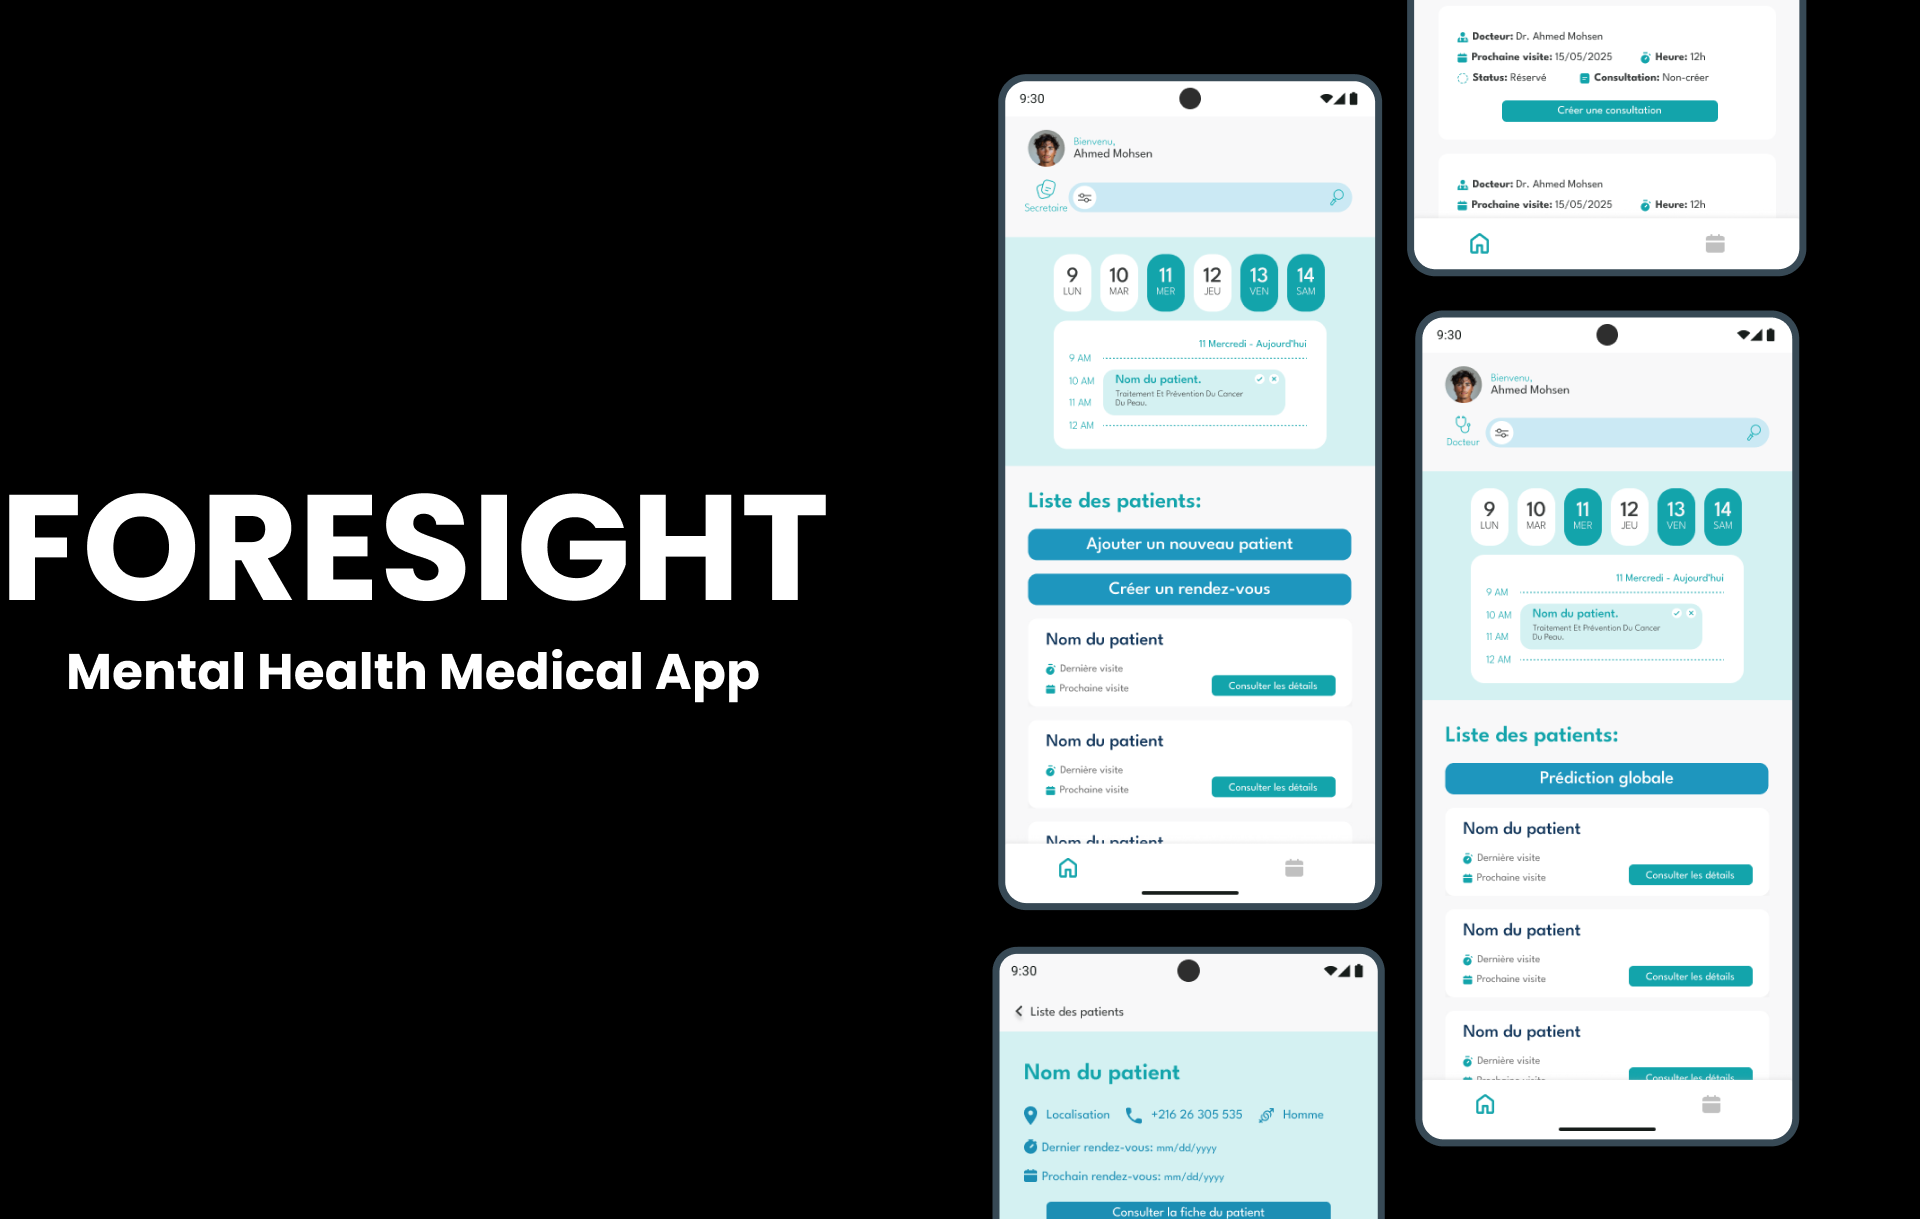 FORESIGHT
Mental Health Medical App
9:30
Bienvenu,
Ahmed Mohsen
Secretaire
9 10 11 12 13 14
LUN MAR MER JEU VEN SAM
11 Mercredi - Aujourd'hui
9 AM
10 AM
Nom du patient.
Traitement Et Prévention Du Cancer
Du Peau.
11 AM
12 AM
Liste des patients:
Ajouter un nouveau patient
Créer un rendez-vous
Nom du patient
Dernière visite
Prochaine visite
Consulter les détails
Nom du patient
Dernière visite
Prochaine visite
Consulter les détails
Nom du patient
9:30
Liste des patients
Nom du patient
Localisation +216 26 305 535 Homme
Dernier rendez-vous: mm/dd/yyyy
Prochain rendez-vous: mm/dd/yyyy
Consulter la fiche du patient
Docteur: Dr. Ahmed Mohsen
Prochaine visite: 15/05/2025 Heure: 12h
Status: Réservé Consultation: Non-créer
Créer une consultation
Docteur: Dr. Ahmed Mohsen
Prochaine visite: 15/05/2025 Heure: 12h
9:30
Bienvenu,
Ahmed Mohsen
Docteur
9 10 11 12 13 14
LUN MAR MER JEU VEN SAM
11 Mercredi - Aujourd'hui
9 AM
10 AM
Nom du patient.
Traitement Et Prévention Du Cancer
Du Peau.
11 AM
12 AM
Liste des patients:
Prédiction globale
Nom du patient
Dernière visite
Prochaine visite
Consulter les détails
Nom du patient
Dernière visite
Prochaine visite
Consulter les détails
Nom du patient
Dernière visite
Prochaine visite
Consulter les détails